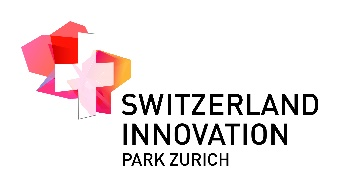 SWITZERLAND
INNOVATION
PARK ZURICH